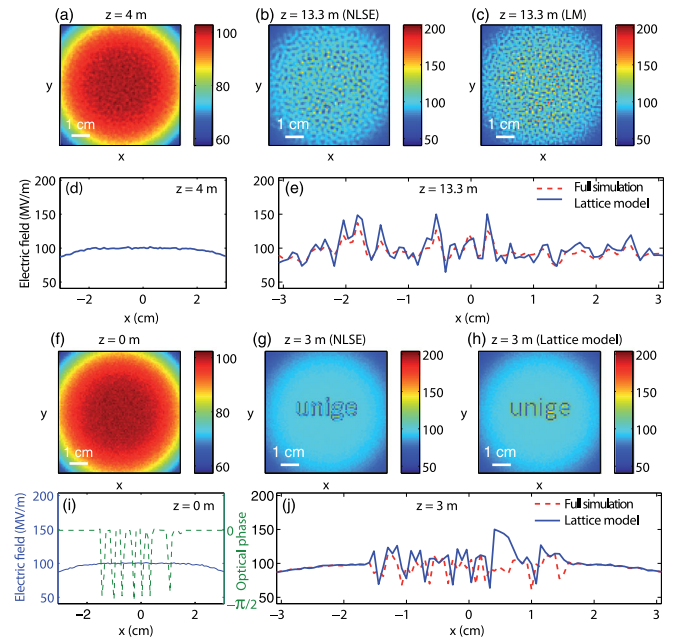 (a) z = 4 m
100
80
60
y
1 cm
x
(b) z = 13.3 m (NLSE)
200
150
100
50
y
1 cm
x
(c) z = 13.3 m (LM)
200
150
100
50
y
1 cm
x
(d) z = 4 m
Electric field (MV/m)
200
150
100
50
−2 0 2
x (cm)
(e) z = 13.3 m
Full simulation
Lattice model
200
150
100
50
−3 −2 −1 0 1 2 3
x (cm)
(f) z = 0 m
100
80
60
y
1 cm
x
(g) z = 3 m (NLSE)
unige
200
150
100
50
y
1 cm
x
(h) z = 3 m (Lattice model)
unige
200
150
100
50
y
1 cm
x
(i) z = 0 m
Electric field (MV/m)
200
150
100
50
0
−π/2
Optical phase
−2 0 2
x (cm)
(j) z = 3 m
Full simulation
Lattice model
200
150
100
50
−3 −2 −1 0 1 2 3
x (cm)